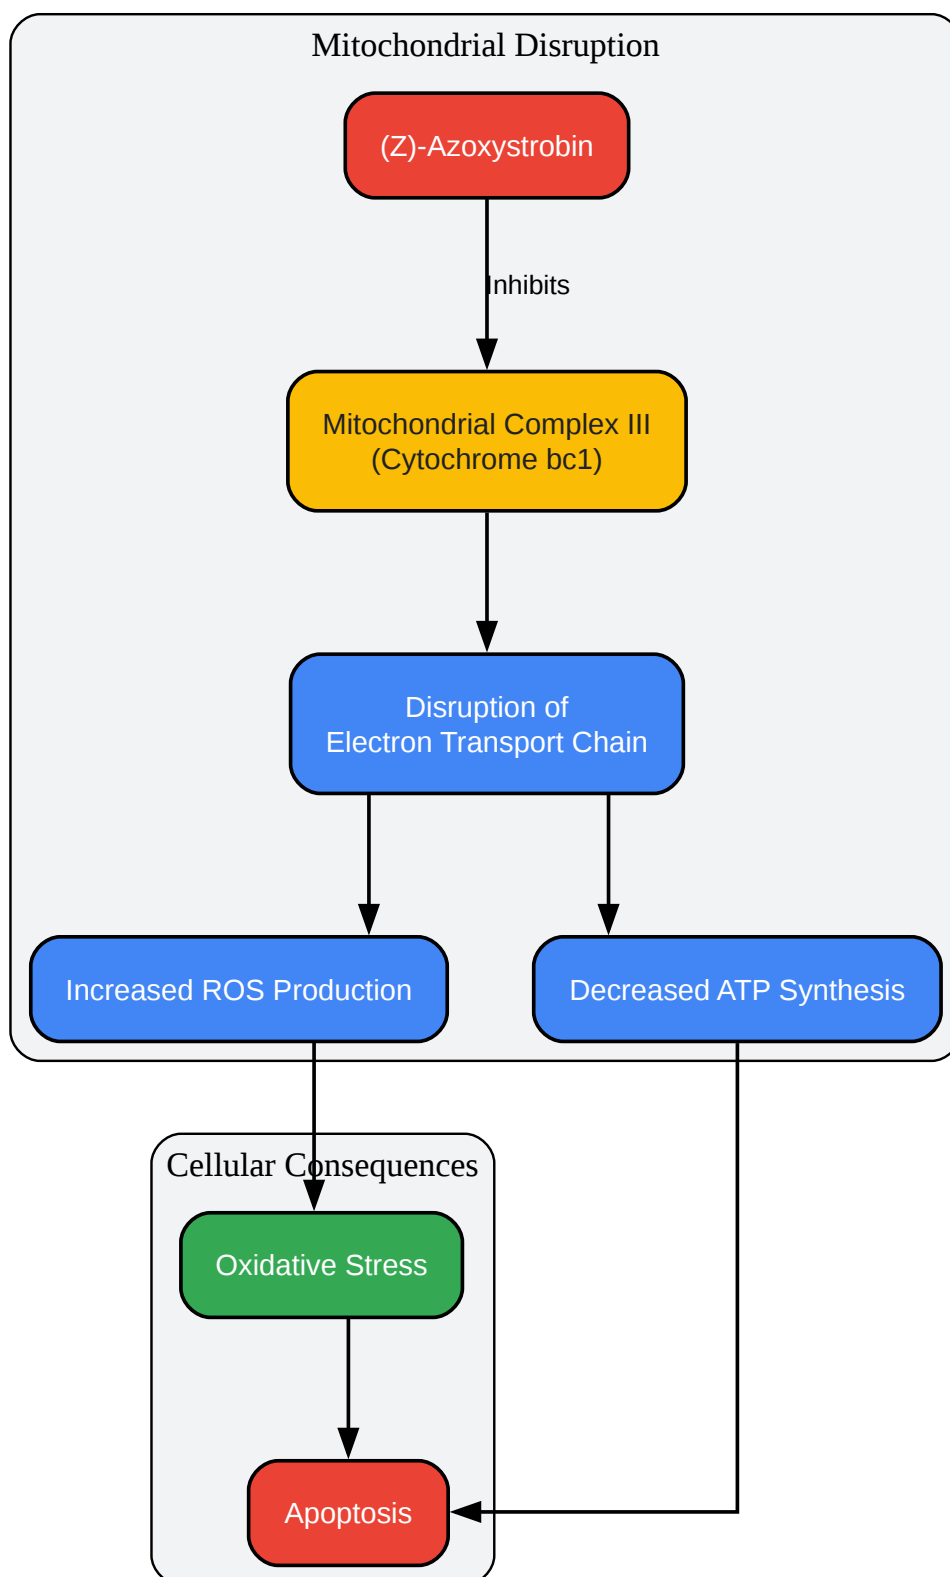 Mitochondrial Disruption
(Z)-Azoxystrobin
Inhibits
Mitochondrial Complex III
(Cytochrome bc1)
Disruption of
Electron Transport Chain
Increased ROS Production
Decreased ATP Synthesis
Cellular Consequences
Oxidative Stress
Apoptosis